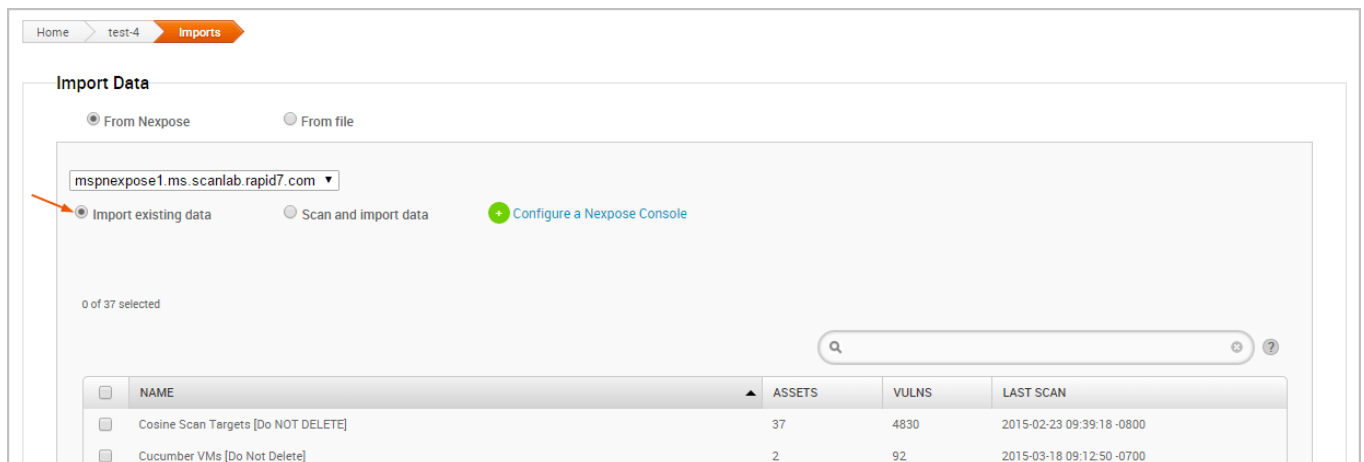 Home test-4 Imports
Import Data
From Nexpose From file
mspnexpose1.ms.scanlab.rapid7.com
Import existing data Scan and import data + Configure a Nexpose Console
0 of 37 selected
?
NAME ASSETS VULNS LAST SCAN
Cosine Scan Targets [Do NOT DELETE] 37 4830 2015-02-23 09:39:18 -0800
Cucumber VMs [Do Not Delete] 2 92 2015-03-18 09:12:50 -0700